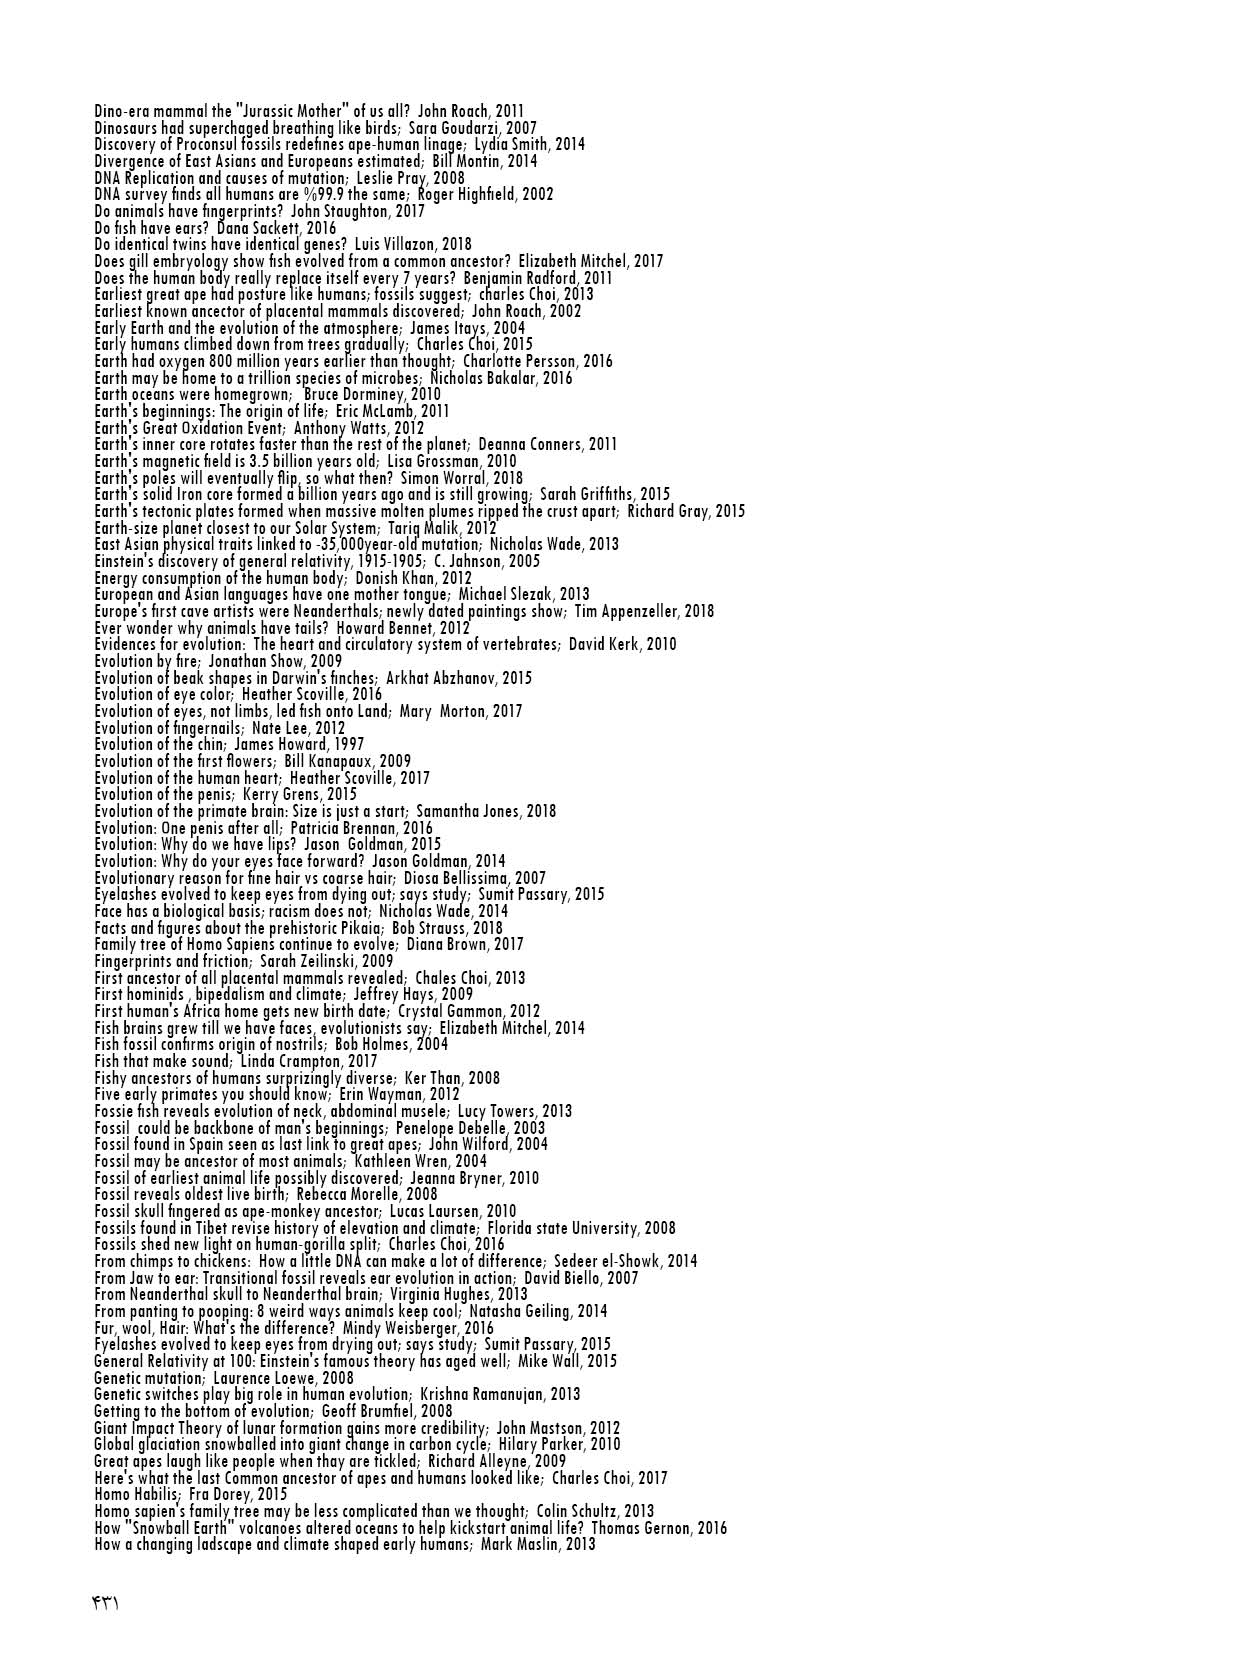 Dino-era mammal the "Jurassic Mother" of us all?  John Roach, 2011
Dinosaurs had superchaged breathing like birds;  Sara Goudarzi, 2007
Discovery of Proconsul fossils redefines ape-human linage;  Lydia Smith, 2014
Divergence of East Asians and Europeans estimated;  Bill Montin, 2014
DNA Replication and causes of mutation;  Leslie Pray, 2008
DNA survey finds all humans are %99.9 the same;  Roger Highfield, 2002
Do animals have fingerprints?  John Staughton, 2017
Do fish have ears?  Dana Sackett, 2016
Do identical twins have identical genes?  Luis Villazon, 2018
Does gill embryology show fish evolved from a common ancestor?  Elizabeth Mitchel, 2017
Does the human body really replace itself every 7 years?  Benjamin Radford, 2011
Earliest great ape had posture like humans; fossils suggest;  charles Choi, 2013
Earliest known ancector of placental mammals discovered;  John Roach, 2002
Early Earth and the evolution of the atmosphere;  James Itays, 2004
Early humans climbed down from trees gradually;  Charles Choi, 2015
Earth had oxygen 800 million years earlier than thought;  Charlotte Persson, 2016
Earth may be home to a trillion species of microbes;  Nicholas Bakalar, 2016
Earth oceans were homegrown;   Bruce Dorminey, 2010
Earth's beginnings: The origin of life;  Eric McLamb, 2011
Earth's Great Oxidation Event;  Anthony Watts, 2012
Earth's inner core rotates faster than the rest of the planet;  Deanna Conners, 2011
Earth's magnetic field is 3.5 billion years old;  Lisa Grossman, 2010
Earth's poles will eventually flip, so what then?  Simon Worral, 2018
Earth's solid Iron core formed a billion years ago and is still growing;  Sarah Griffiths, 2015
Earth's tectonic plates formed when massive molten plumes ripped the crust apart;  Richard Gray, 2015
Earth-size planet closest to our Solar System;  Tariq Malik, 2012
East Asian physical traits linked to -35,000year-old mutation;  Nicholas Wade, 2013
Einstein's discovery of general relativity, 1915-1905;  C. Jahnson, 2005
Energy consumption of the human body;  Donish Khan, 2012
European and Asian languages have one mother tongue;  Michael Slezak, 2013
Europe's first cave artists were Neanderthals; newly dated paintings show;  Tim Appenzeller, 2018
Ever wonder why animals have tails?  Howard Bennet, 2012
Evidences for evolution:  The heart and circulatory system of vertebrates;  David Kerk, 2010
Evolution by fire;  Jonathan Show, 2009
Evolution of beak shapes in Darwin's finches;  Arkhat Abzhanov, 2015
Evolution of eye color;  Heather Scoville, 2016
Evolution of eyes, not limbs, led fish onto Land;  Mary  Morton, 2017
Evolution of fingernails;  Nate Lee, 2012
Evolution of the chin;  James Howard, 1997
Evolution of the first flowers;  Bill Kanapaux, 2009
Evolution of the human heart;  Heather Scoville, 2017
Evolution of the penis;  Kerry Grens, 2015
Evolution of the primate brain: Size is just a start;  Samantha Jones, 2018
Evolution: One penis after all;  Patricia Brennan, 2016
Evolution: Why do we have lips?  Jason  Goldman, 2015
Evolution: Why do your eyes face forward?  Jason Goldman, 2014
Evolutionary reason for fine hair vs coarse hair;  Diosa Bellissima, 2007
Eyelashes evolved to keep eyes from dying out; says study;  Sumit Passary, 2015
Face has a biological basis; racism does not;  Nicholas Wade, 2014
Facts and figures about the prehistoric Pikaia;  Bob Strauss, 2018
Family tree of Homo Sapiens continue to evolve;  Diana Brown, 2017
Fingerprints and friction;  Sarah Zeilinski, 2009
First ancestor of all placental mammals revealed;  Chales Choi, 2013
First hominids , bipedalism and climate;  Jeffrey Hays, 2009
First human's Africa home gets new birth date;  Crystal Gammon, 2012
Fish brains grew till we have faces, evolutionists say;  Elizabeth Mitchel, 2014
Fish fossil confirms origin of nostrils;  Bob Holmes, 2004
Fish that make sound;  Linda Crampton, 2017
Fishy ancestors of humans surprizingly diverse;  Ker Than, 2008
Five early primates you should know;  Erin Wayman, 2012
Fossie fish reveals evolution of neck, abdominal musele;  Lucy Towers, 2013
Fossil  could be backbone of man's beginnings;  Penelope Debelle, 2003
Fossil found in Spain seen as last link to great apes;  John Wilford, 2004
Fossil may be ancestor of most animals;  Kathleen Wren, 2004
Fossil of earliest animal life possibly discovered;  Jeanna Bryner, 2010
Fossil reveals oldest live birth;  Rebecca Morelle, 2008
Fossil skull fingered as ape-monkey ancestor;  Lucas Laursen, 2010
Fossils found in Tibet revise history of elevation and climate;  Florida state University, 2008
Fossils shed new light on human-gorilla split;  Charles Choi, 2016
From chimps to chickens:  How a little DNA can make a lot of difference;  Sedeer el-Showk, 2014
From Jaw to ear: Transitional fossil reveals ear evolution in action;  David Biello, 2007
From Neanderthal skull to Neanderthal brain;  Virginia Hughes, 2013
From panting to pooping: 8 weird ways animals keep cool;  Natasha Geiling, 2014
Fur, wool, Hair: What's the difference?  Mindy Weisberger, 2016
Fyelashes evolved to keep eyes from drying out; says study;  Sumit Passary, 2015
General Relativity at 100: Einstein's famous theory has aged well;  Mike Wall, 2015
Genetic mutation;  Laurence Loewe, 2008
Genetic switches play big role in human evolution;  Krishna Ramanujan, 2013
Getting to the bottom of evolution;  Geoff Brumfiel, 2008
Giant Impact Theory of lunar formation gains more credibility;  John Mastson, 2012
Global glaciation snowballed into giant change in carbon cycle;  Hilary Parker, 2010
Great apes laugh like people when thay are tickled;  Richard Alleyne, 2009
Here's what the last Common ancestor of apes and humans looked like;  Charles Choi, 2017
Homo Habilis;  Fra Dorey, 2015
Homo sapien's family tree may be less complicated than we thought;  Colin Schultz, 2013
How "Snowball Earth" volcanoes altered oceans to help kickstart animal life?  Thomas Gernon, 2016
How a changing ladscape and climate shaped early humans;  Mark Maslin, 2013
۴۳۱